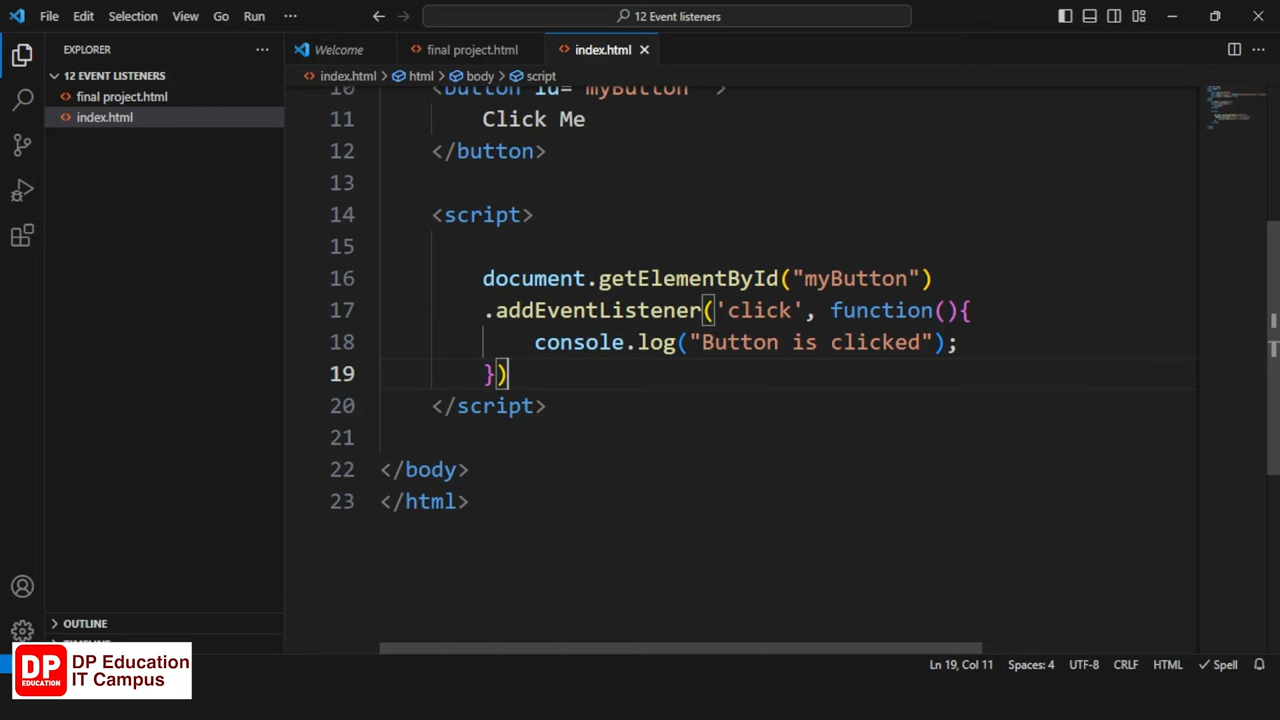 File Edit Selection View Go Run ··· 12 Event listeners
EXPLORER ···
12 EVENT LISTENERS
final project.html
index.html
OUTLINE
Welcome final project.html index.html
index.html > html > body > script
10 <button id="myButton" >
11 Click Me
12 </button>
13
14 <script>
15
16 document.getElementById("myButton")
17 .addEventListener('click', function(){
18 console.log("Button is clicked");
19 })
20 </script>
21
22 </body>
23 </html>
DP DP Education
EDUCATION IT Campus
Ln 19, Col 11 Spaces: 4 UTF-8 CRLF HTML Spell